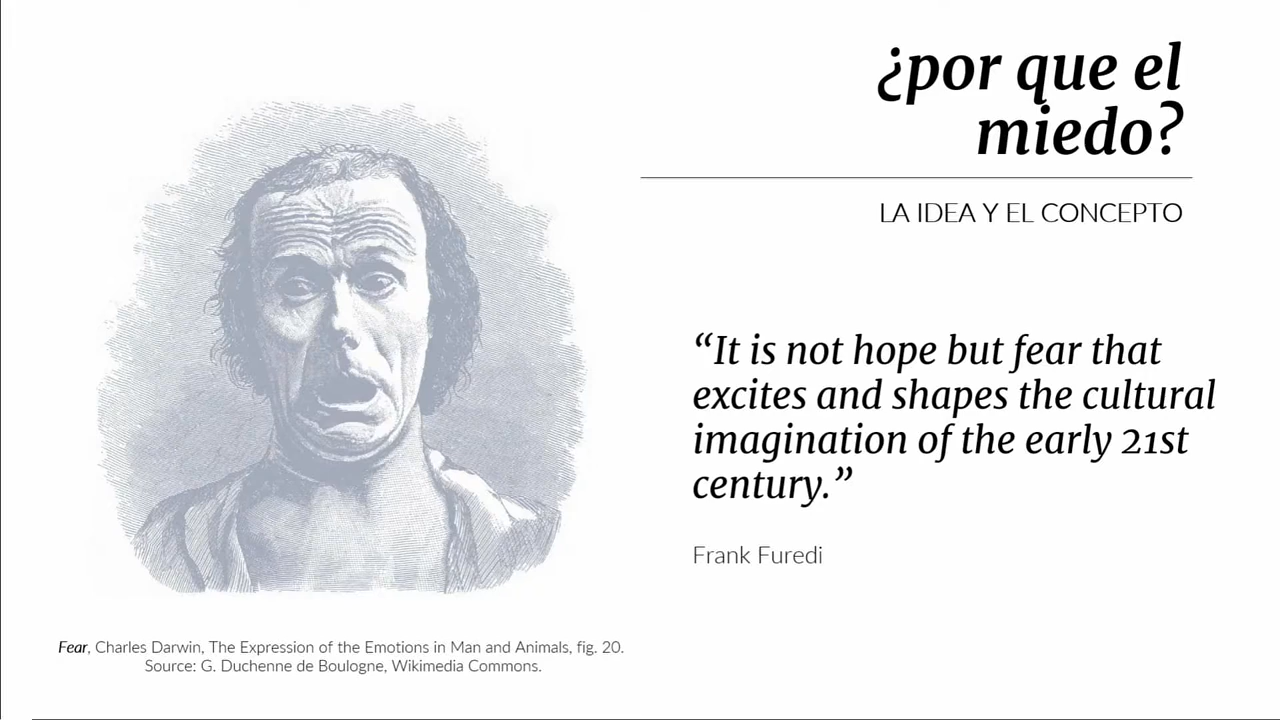 ¿por que el
miedo?
LA IDEA Y EL CONCEPTO
“It is not hope but fear that
excites and shapes the cultural
imagination of the early 21st
century.”
Frank Furedi
Fear, Charles Darwin, The Expression of the Emotions in Man and Animals, fig. 20.
Source: G. Duchenne de Boulogne, Wikimedia Commons.